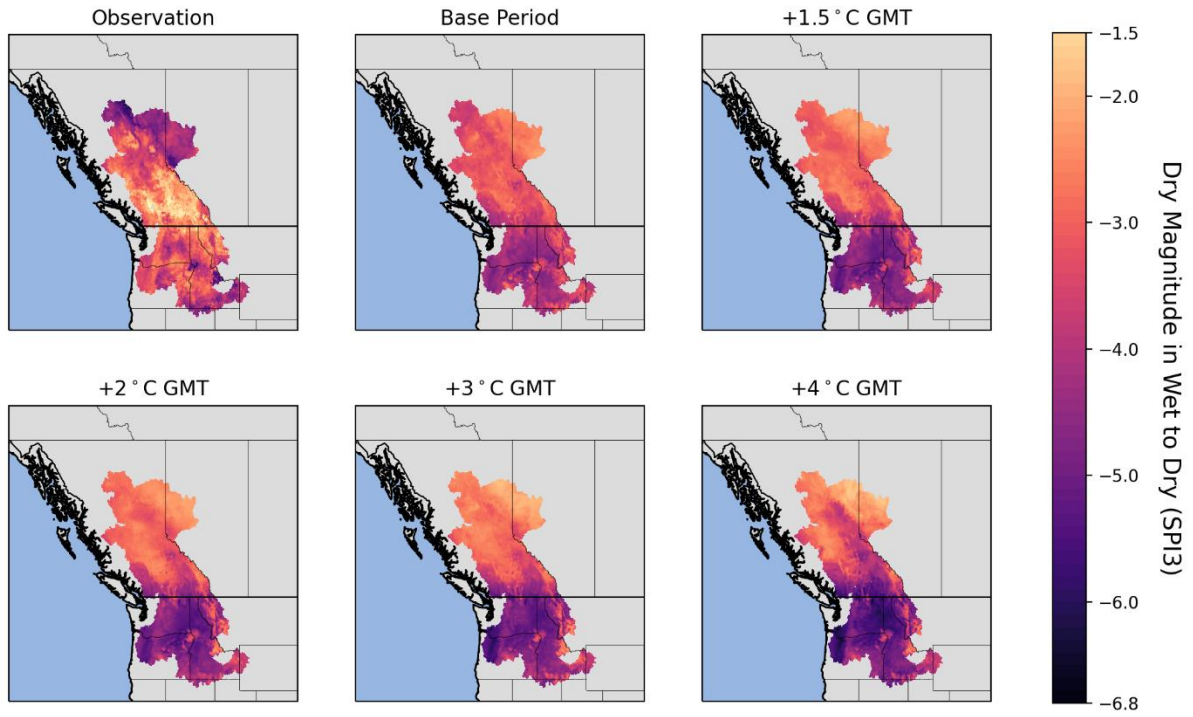 Observation
Base Period
+1.5°C GMT
+2°C GMT
+3°C GMT
+4°C GMT
−1.5
−2.0
−3.0
−4.0
−5.0
−6.0
−6.8
Dry Magnitude in Wet to Dry (SPI3)